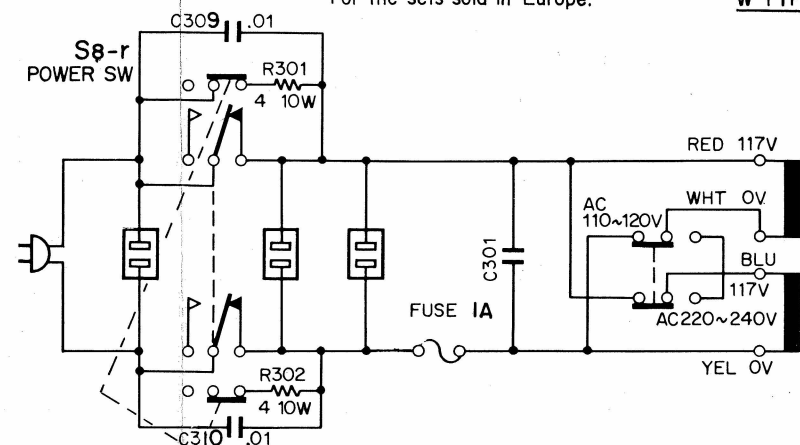 For the sets sold in Europe.
C309 .01
S8-r
POWER SW
R301
4 10W
RED 117V
WHT 0V
AC
110~120V
C301
BLU
117V
AC220~240V
FUSE 1A
YEL 0V
R302
4 10W
C310 .01